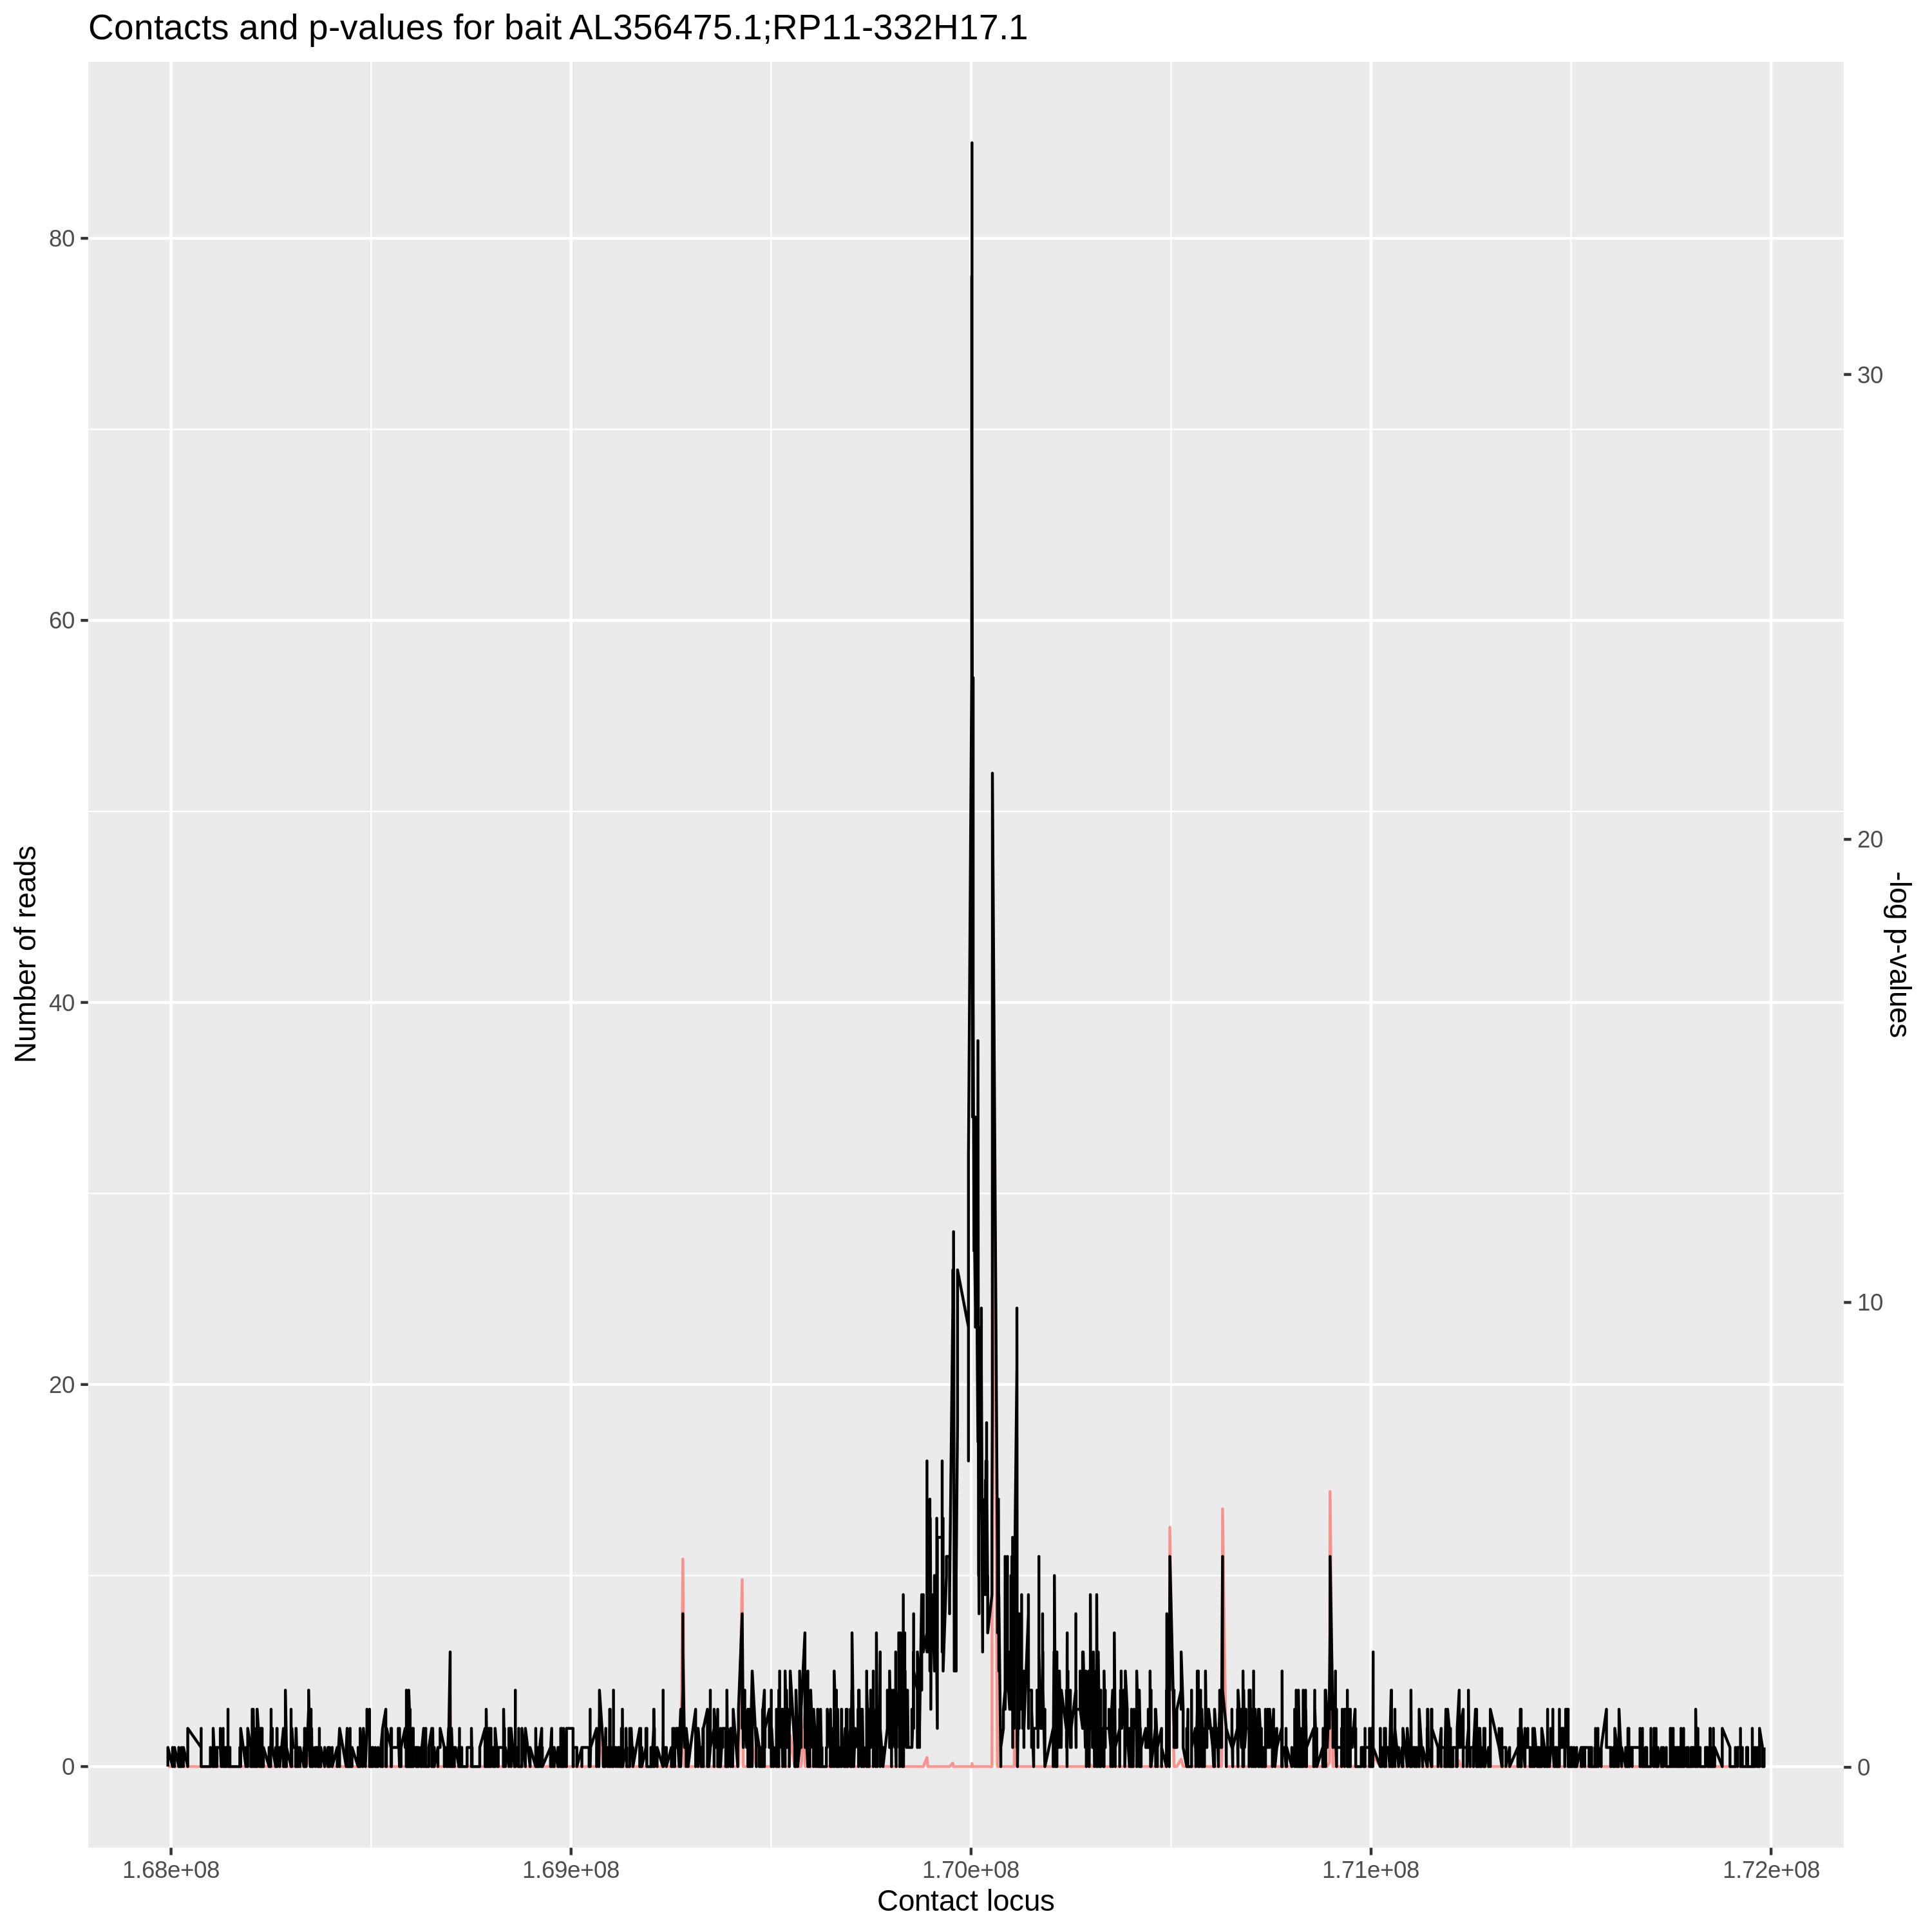 Contacts and p-values for bait AL356475.1;RP11-332H17.1
80
60
40
20
0
Number of reads
30
20
10
0
-log p-values
1.68e+08 1.69e+08 1.70e+08 1.71e+08 1.72e+08
Contact locus